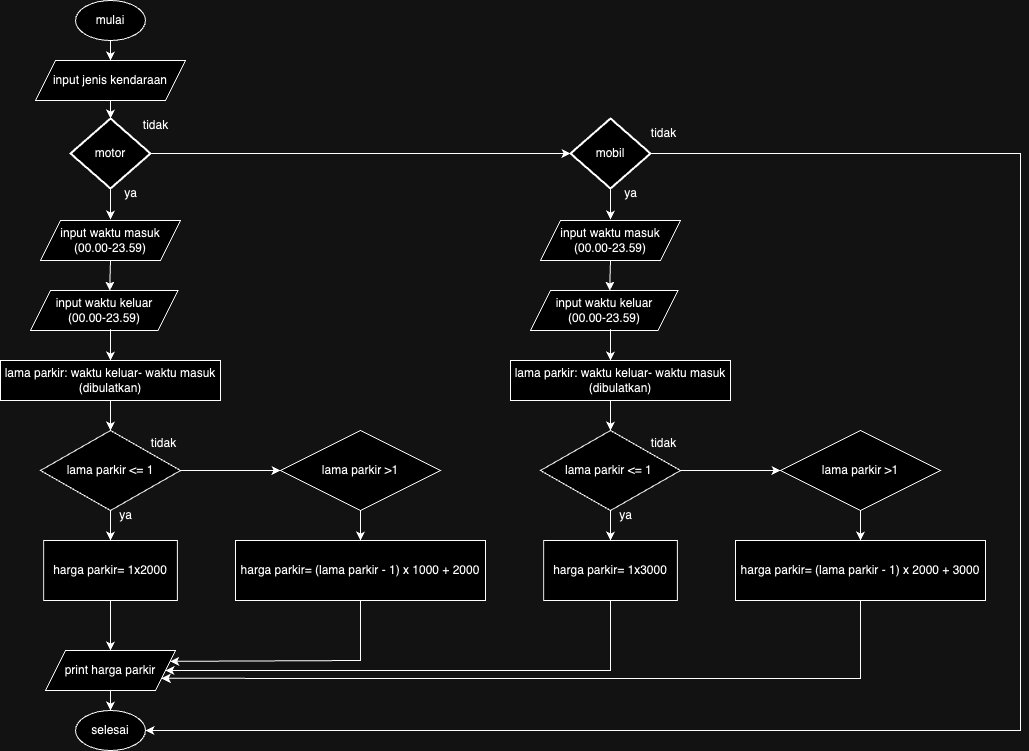 mulai
input jenis kendaraan
tidak
motor
ya
tidak
mobil
ya
input waktu masuk
(00.00-23.59)
input waktu keluar
(00.00-23.59)
lama parkir: waktu keluar- waktu masuk
(dibulatkan)
tidak
lama parkir <= 1
lama parkir >1
ya
harga parkir= 1x2000
harga parkir= (lama parkir - 1) x 1000 + 2000
input waktu masuk
(00.00-23.59)
input waktu keluar
(00.00-23.59)
lama parkir: waktu keluar- waktu masuk
(dibulatkan)
tidak
lama parkir <= 1
lama parkir >1
ya
harga parkir= 1x3000
harga parkir= (lama parkir - 1) x 2000 + 3000
print harga parkir
selesai